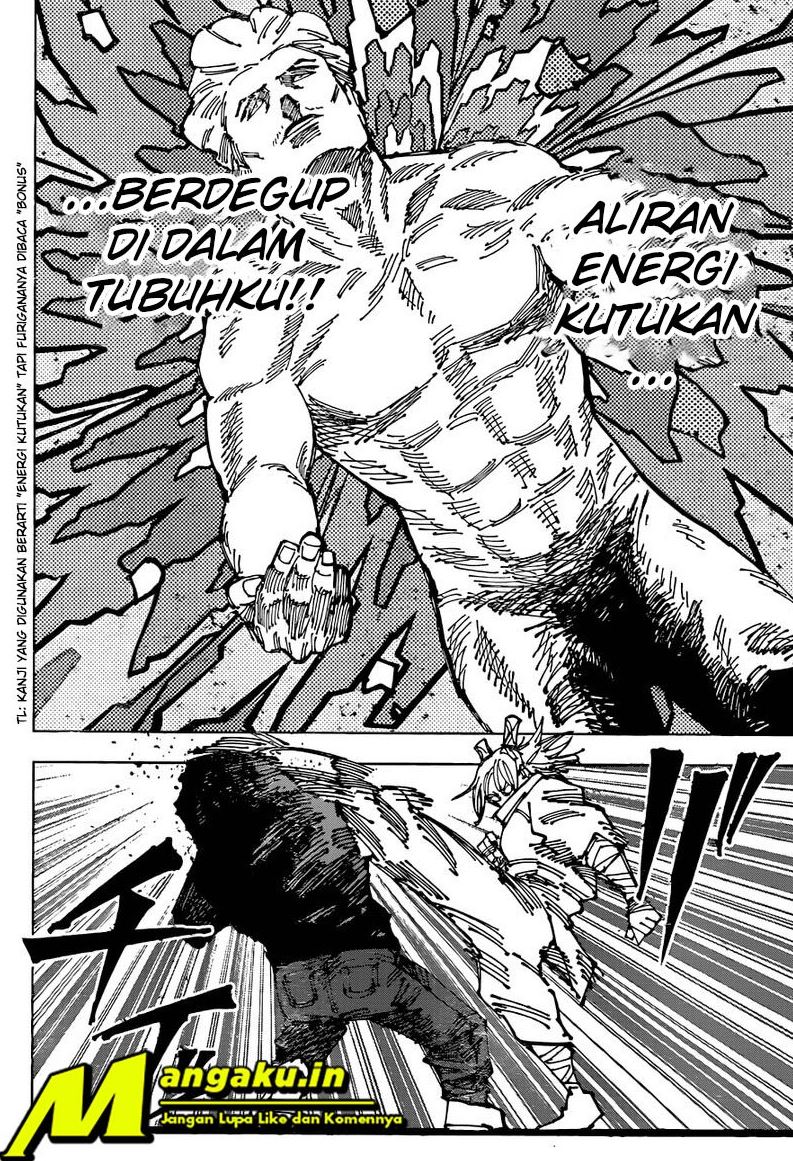 ALIRAN
ENERGI
KUTUKAN
...
...BERDEGUP
DI DALAM
TUBUHKU!!
TL: KANJI YANG DIGUNAKAN BERARTI "ENERGI KUTUKAN" TAPI FURIGANANYA DIBACA "BONUS"
Mangaku.in
Jangan Lupa Like dan Komennya